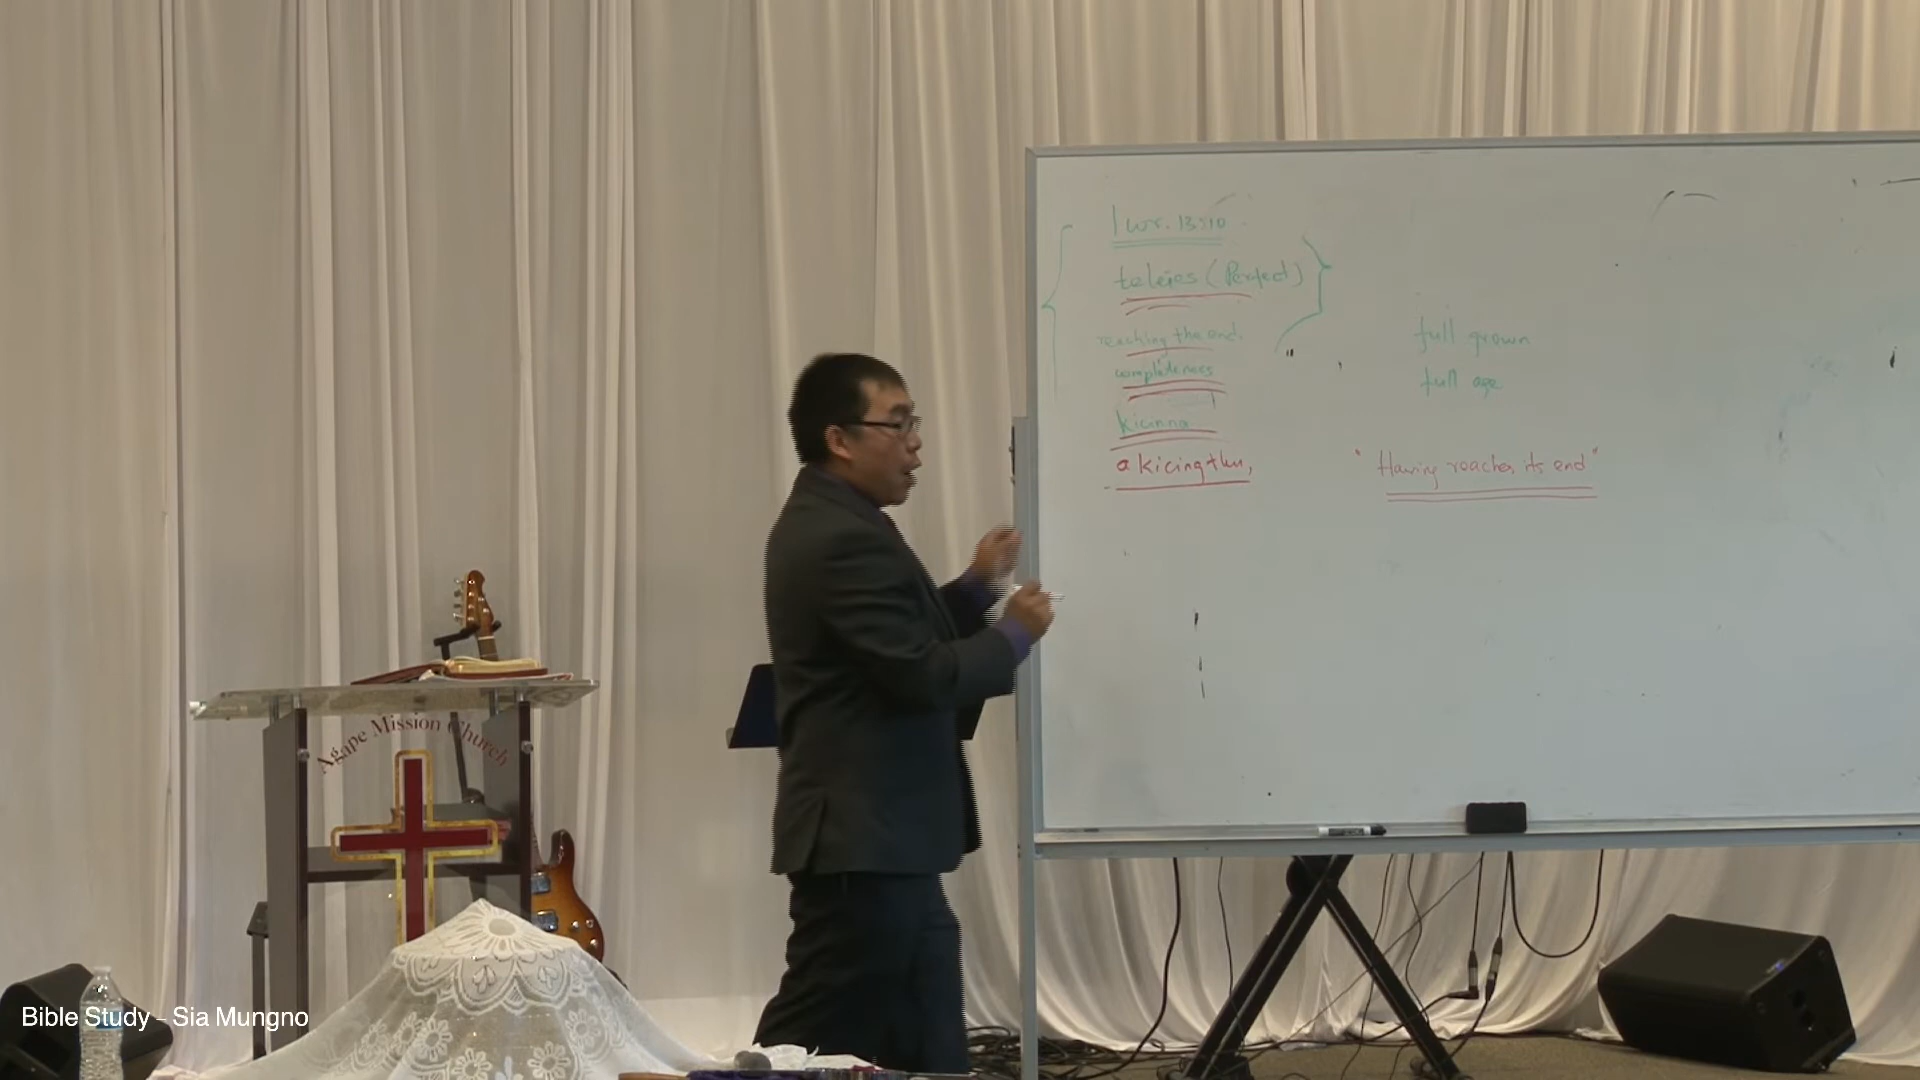 1 Cor. 13:10
teleios (Perfect)
reaching the end.
completeness
kicinna
a kicingthu,
full grown
full age
"Having reaches its end"
Agape Mission Church
Bible Study - Sia Mungno